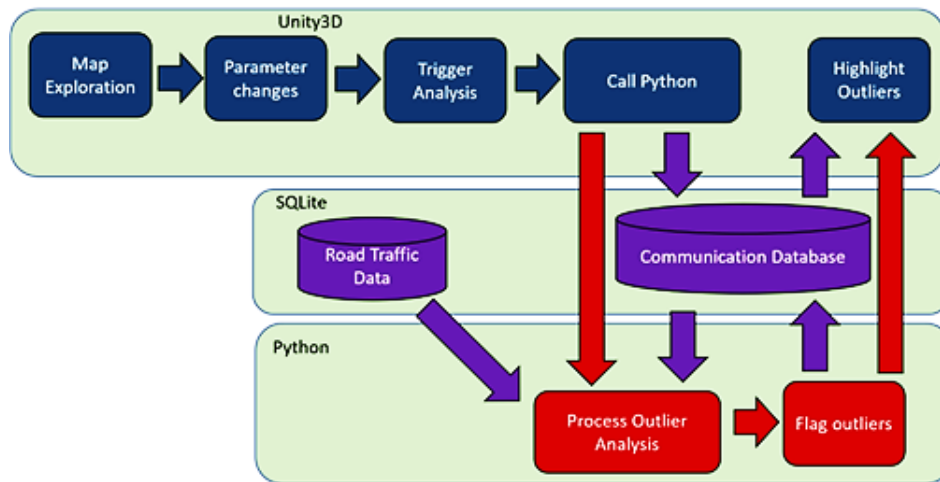 Unity3D
Map
Exploration
Parameter
changes
Trigger
Analysis
Call Python
Highlight
Outliers
SQLite
Road Traffic
Data
Communication Database
Python
Process Outlier
Analysis
Flag outliers